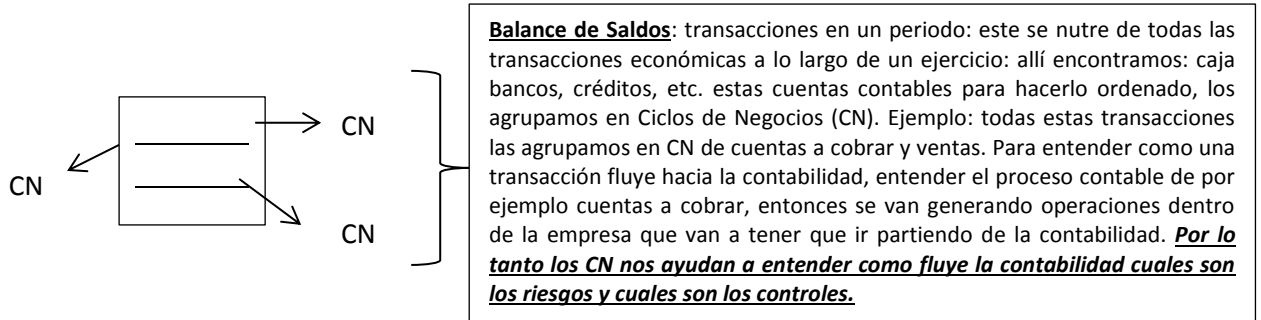 CN
CN
CN
Balance de Saldos: transacciones en un periodo: este se nutre de todas las
transacciones económicas a lo largo de un ejercicio: allí encontramos: caja
bancos, créditos, etc. estas cuentas contables para hacerlo ordenado, los
agrupamos en Ciclos de Negocios (CN). Ejemplo: todas estas transacciones
las agrupamos en CN de cuentas a cobrar y ventas. Para entender como una
transacción fluye hacia la contabilidad, entender el proceso contable de por
ejemplo cuentas a cobrar, entonces se van generando operaciones dentro
de la empresa que van a tener que ir partiendo de la contabilidad. Por lo
tanto los CN nos ayudan a entender como fluye la contabilidad cuales son
los riesgos y cuales son los controles.